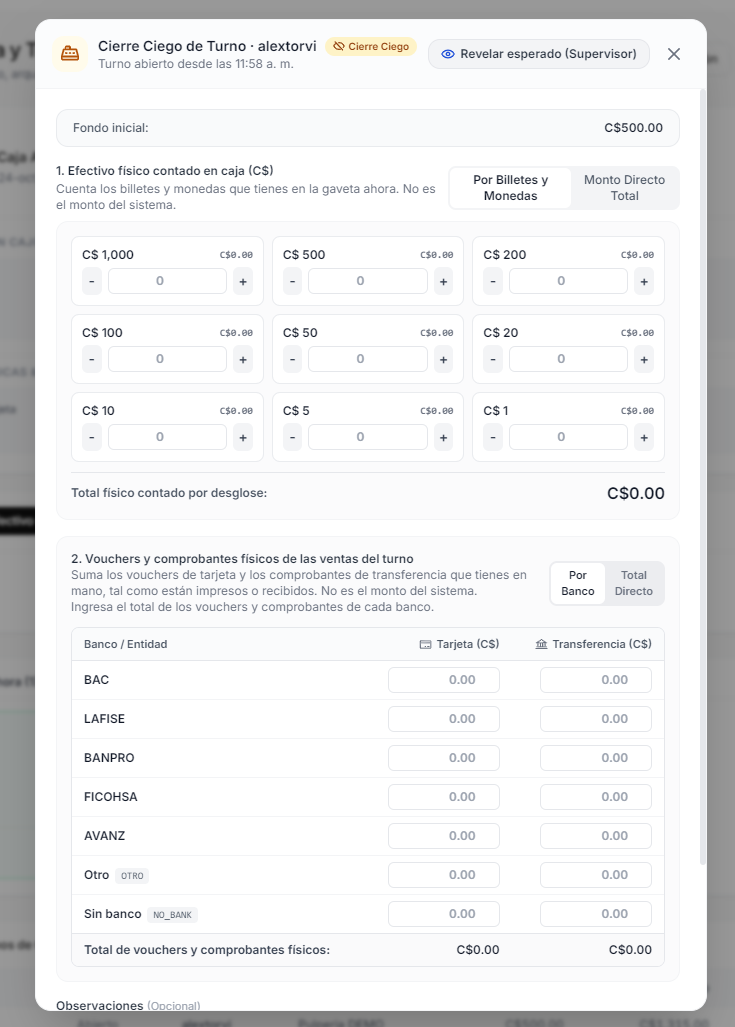 Cierre Ciego de Turno · alextorvi
Cierre Ciego
Revelar esperado (Supervisor)
Turno abierto desde las 11:58 a. m.
Fondo inicial:
C$500.00
1. Efectivo físico contado en caja (C$)
Cuenta los billetes y monedas que tienes en la gaveta ahora. No es
el monto del sistema.
Por Billetes y
Monedas
Monto Directo
Total
C$ 1,000 C$0.00
- 0 +
C$ 500 C$0.00
- 0 +
C$ 200 C$0.00
- 0 +
C$ 100 C$0.00
- 0 +
C$ 50 C$0.00
- 0 +
C$ 20 C$0.00
- 0 +
C$ 10 C$0.00
- 0 +
C$ 5 C$0.00
- 0 +
C$ 1 C$0.00
- 0 +
Total físico contado por desglose: C$0.00
2. Vouchers y comprobantes físicos de las ventas del turno
Suma los vouchers de tarjeta y los comprobantes de transferencia que tienes en
mano, tal como están impresos o recibidos. No es el monto del sistema.
Ingresa el total de los vouchers y comprobantes de cada banco.
Por
Banco
Total
Directo
Banco / Entidad Tarjeta (C$) Transferencia (C$)
BAC 0.00 0.00
LAFISE 0.00 0.00
BANPRO 0.00 0.00
FICOHSA 0.00 0.00
AVANZ 0.00 0.00
Otro OTRO 0.00 0.00
Sin banco NO_BANK 0.00 0.00
Total de vouchers y comprobantes físicos: C$0.00 C$0.00
Observaciones (Opcional)